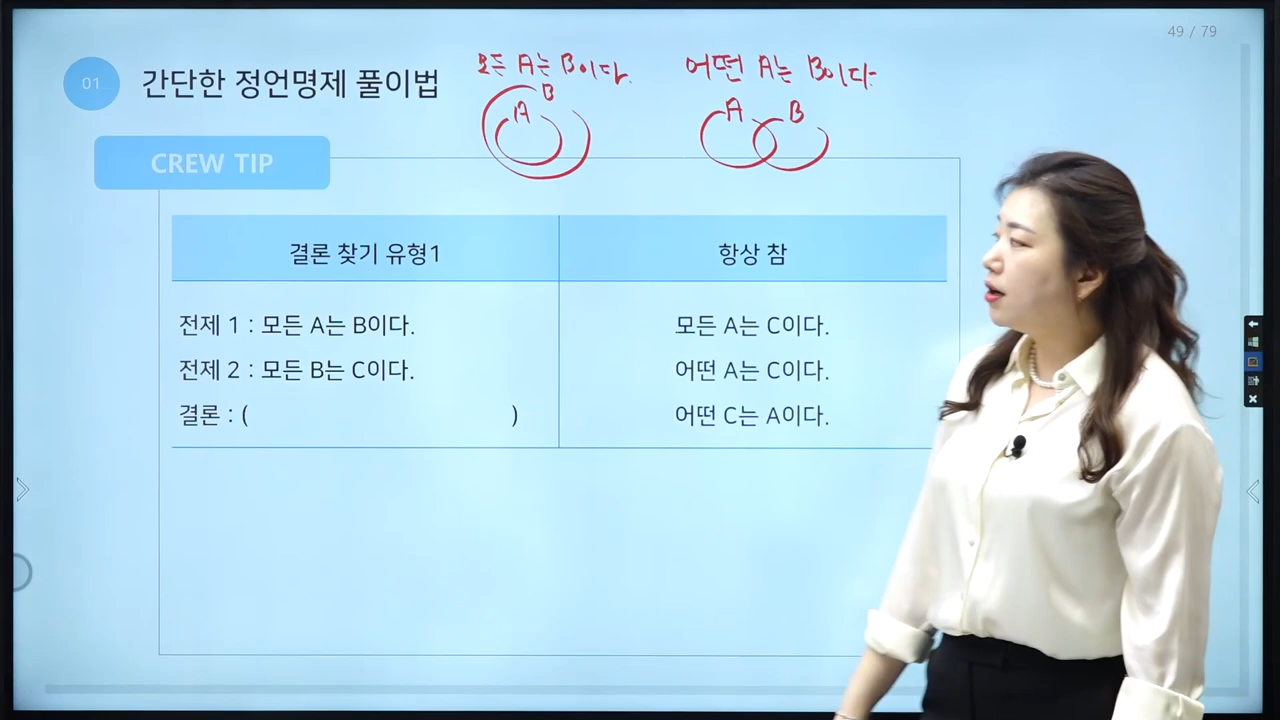 49 / 79
01
간단한 정언명제 풀이법
모든 A는 B이다.
B
A
어떤 A는 B이다.
A B
CREW TIP
결론 찾기 유형1
항상 참
전제 1 : 모든 A는 B이다.
모든 A는 C이다.
전제 2 : 모든 B는 C이다.
어떤 A는 C이다.
결론 : ( )
어떤 C는 A이다.